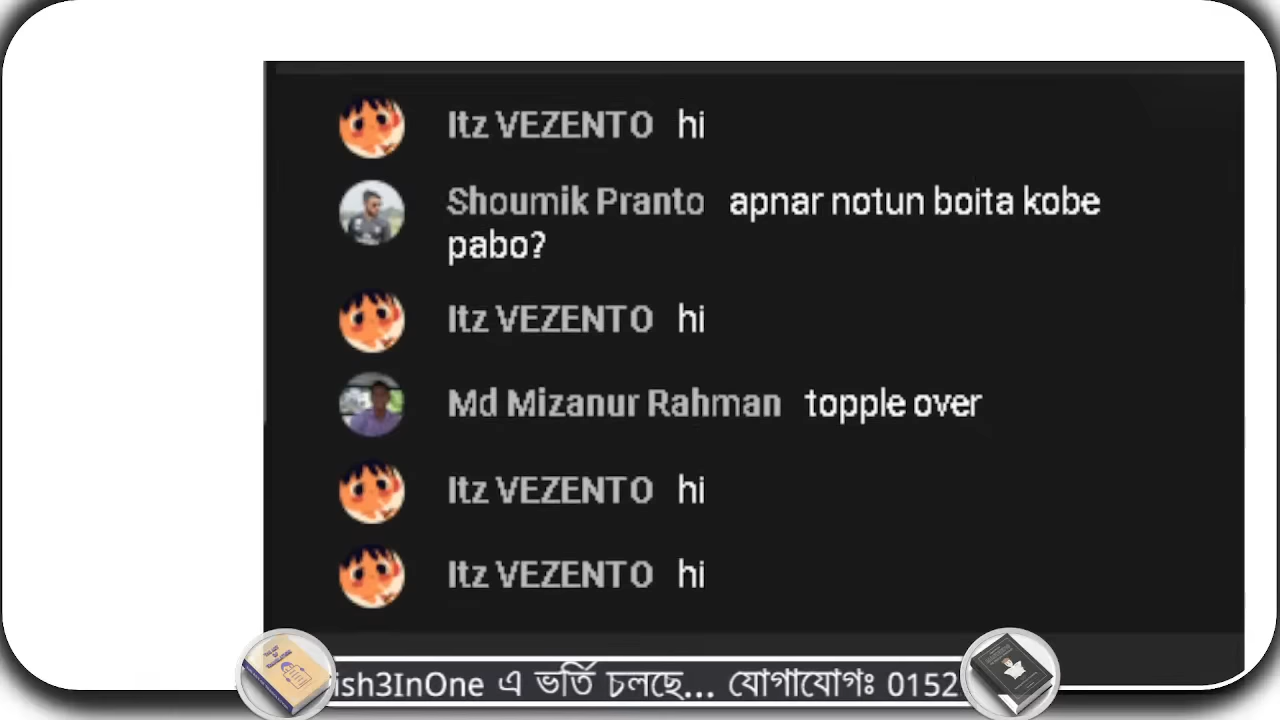 Itz VEZENTO hi
Shoumik Pranto apnar notun boita kobe
pabo?
Itz VEZENTO hi
Md Mizanur Rahman topple over
Itz VEZENTO hi
Itz VEZENTO hi
ish3InOne এ ভর্তি চলছে... যোগাযোগঃ 0152